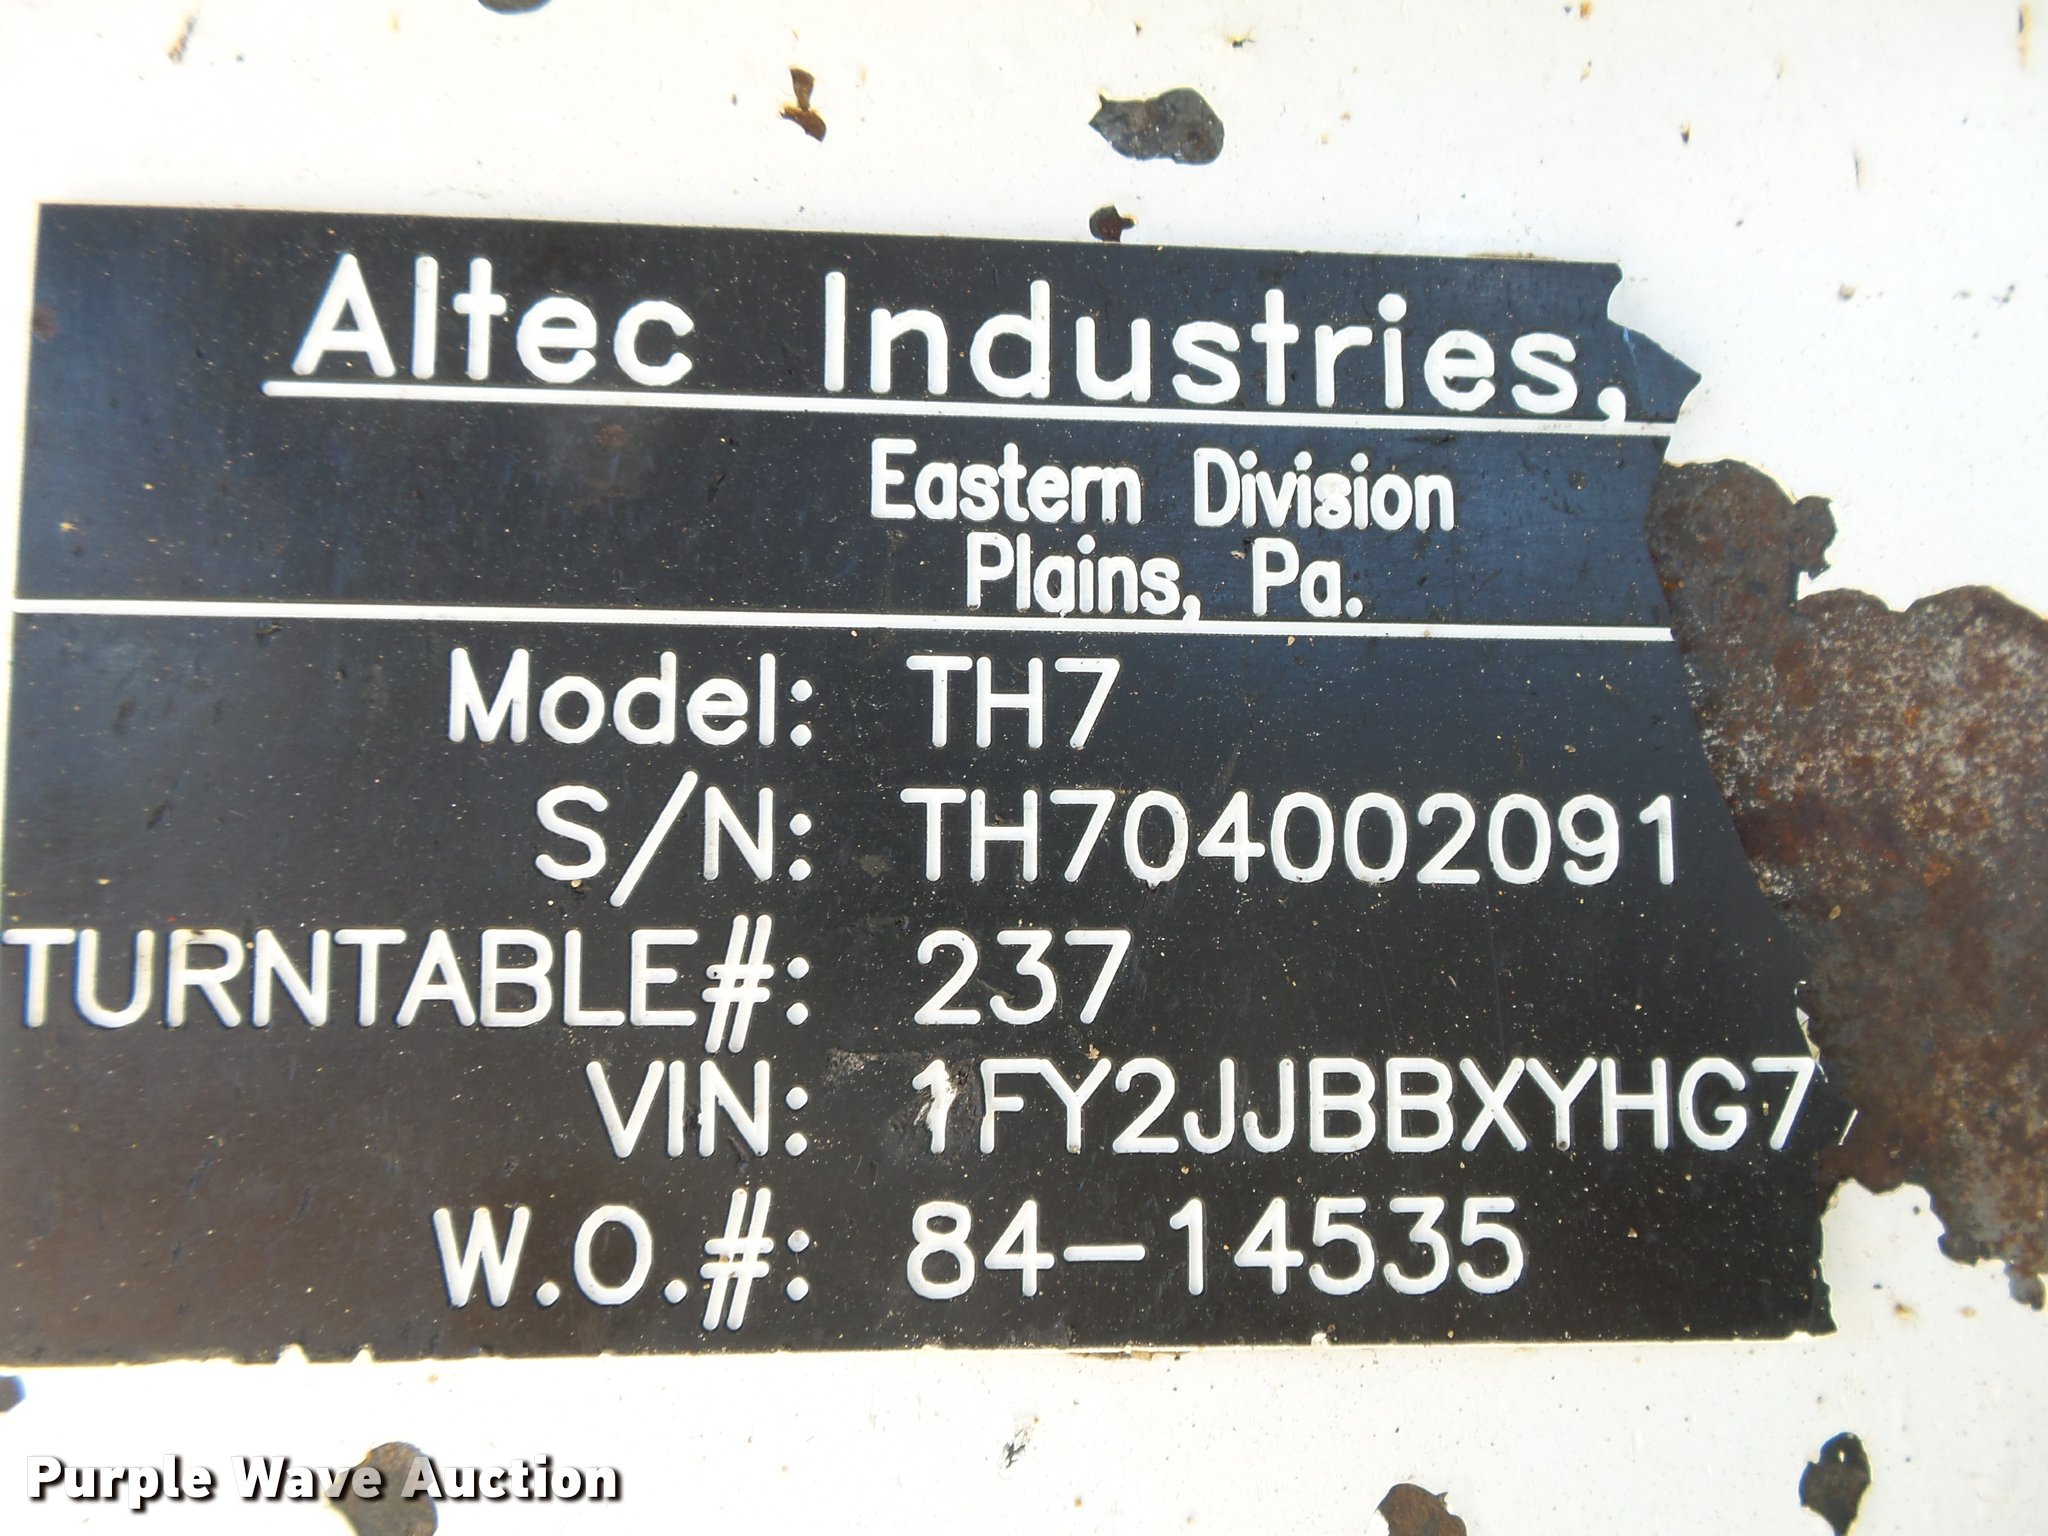 Altec Industries,
Eastern Division
Plains, Pa.
Model: TH7
S/N: TH704002091
TURNTABLE#: 237
VIN: 1FY2JJBBXYHG7
W.O.#: 84-14535
Purple Wave Auction